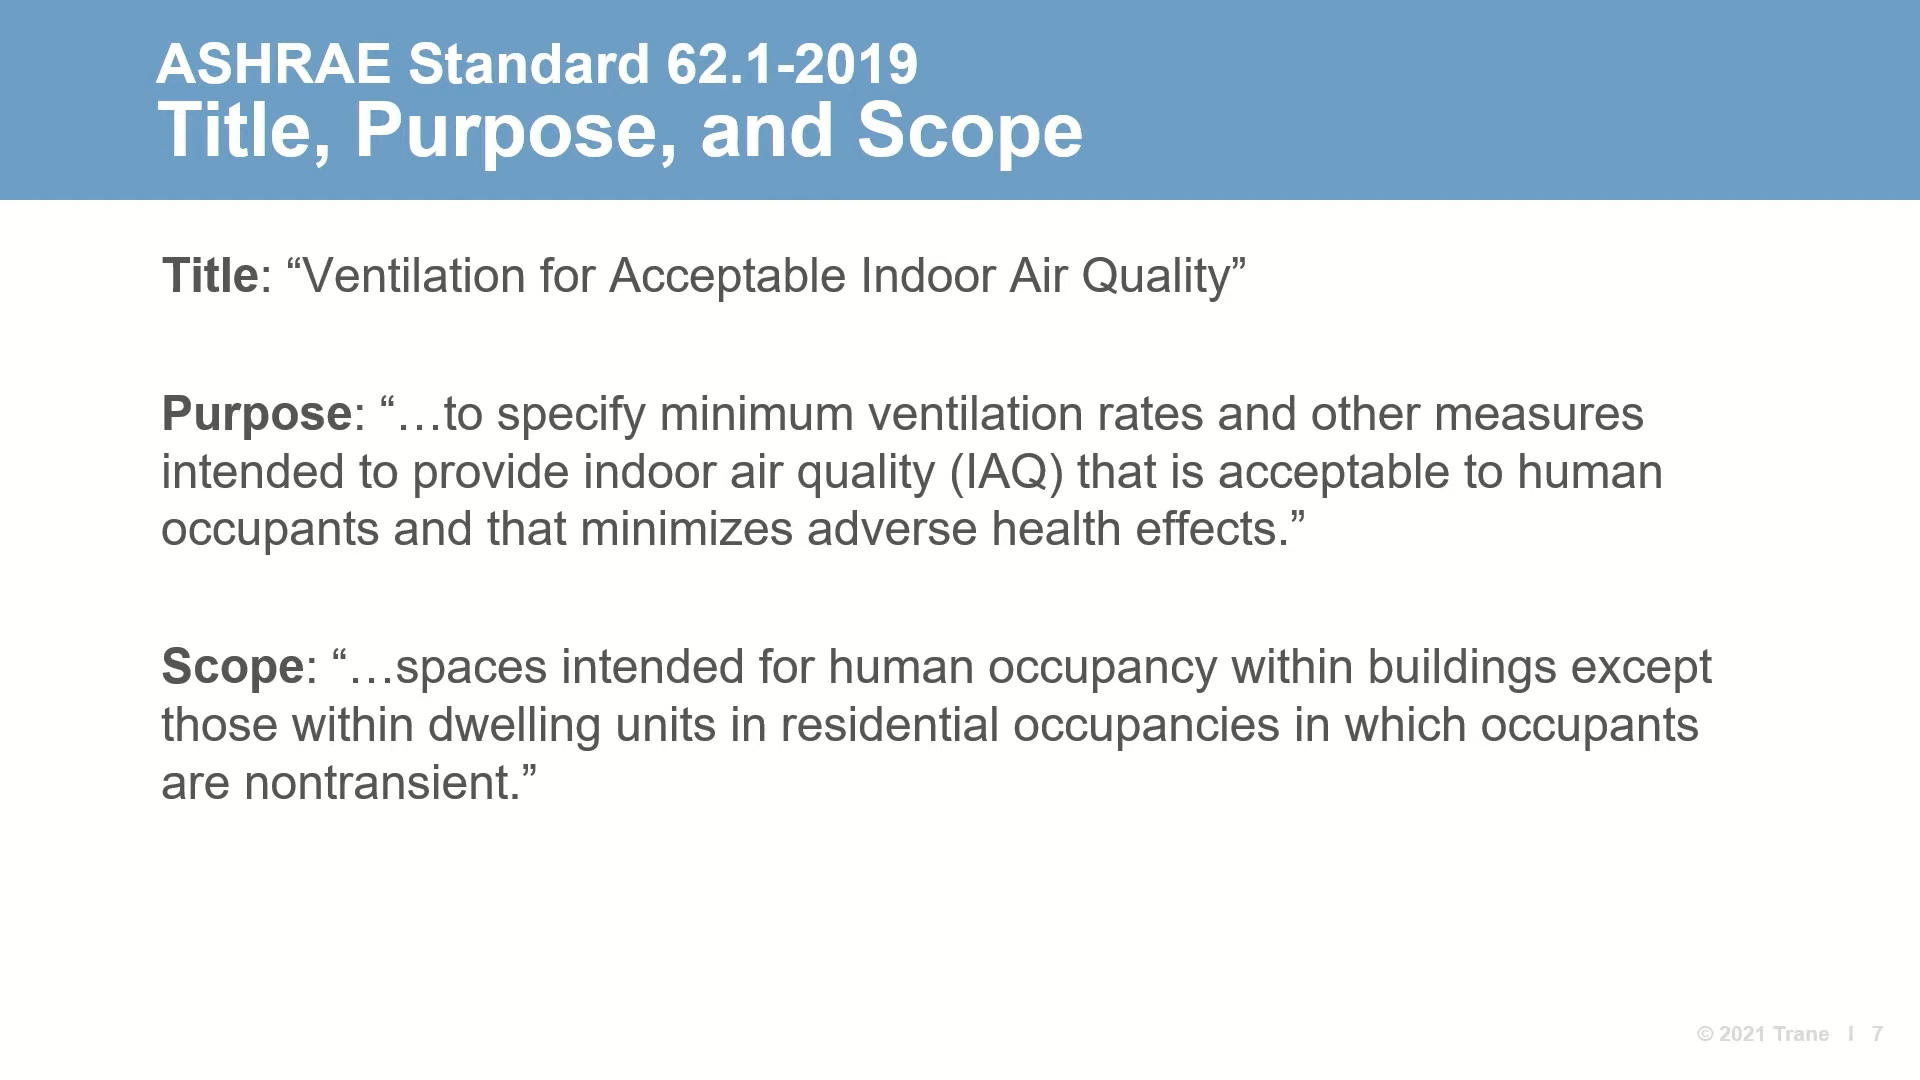 ASHRAE Standard 62.1-2019
Title, Purpose, and Scope
Title: “Ventilation for Acceptable Indoor Air Quality”
Purpose: “…to specify minimum ventilation rates and other measures
intended to provide indoor air quality (IAQ) that is acceptable to human
occupants and that minimizes adverse health effects.”
Scope: “…spaces intended for human occupancy within buildings except
those within dwelling units in residential occupancies in which occupants
are nontransient.”
© 2021 Trane I 7